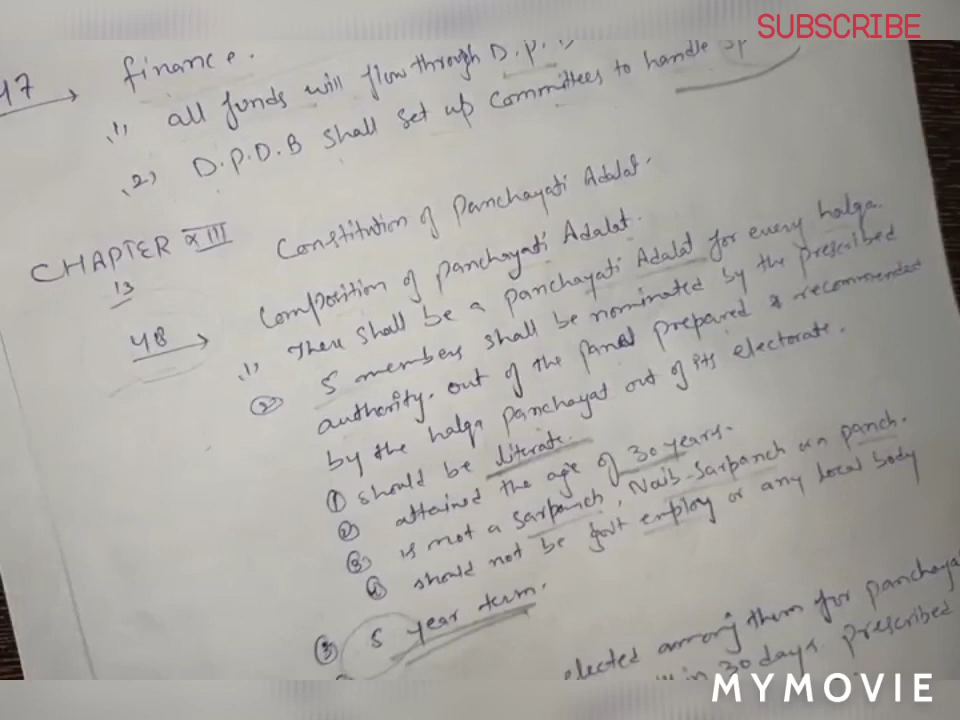 SUBSCRIBE
47 → finance.
(1) all funds will flow through D.P.
(2) D.P.D.B shall set up committees to handle
CHAPTER XIII Constitution of Panchayati Adalat.
13
48 → Composition of Panchayati Adalat.
(1) There shall be a Panchayati Adalat for every halqa.
(2) 5 members shall be nominated by the prescribed
authority. out of the panel prepared & recommended
by the halqa panchayat out of its electorate.
(1) should be literate.
(2) attained the age of 30 years.
(3) is not a Sarpanch, Naib-Sarpanch or a panch.
(4) should not be govt employ or any local body
(3) 5 year term.
elected among them for panchaya
in 30 days. prescribed
MYMOVIE